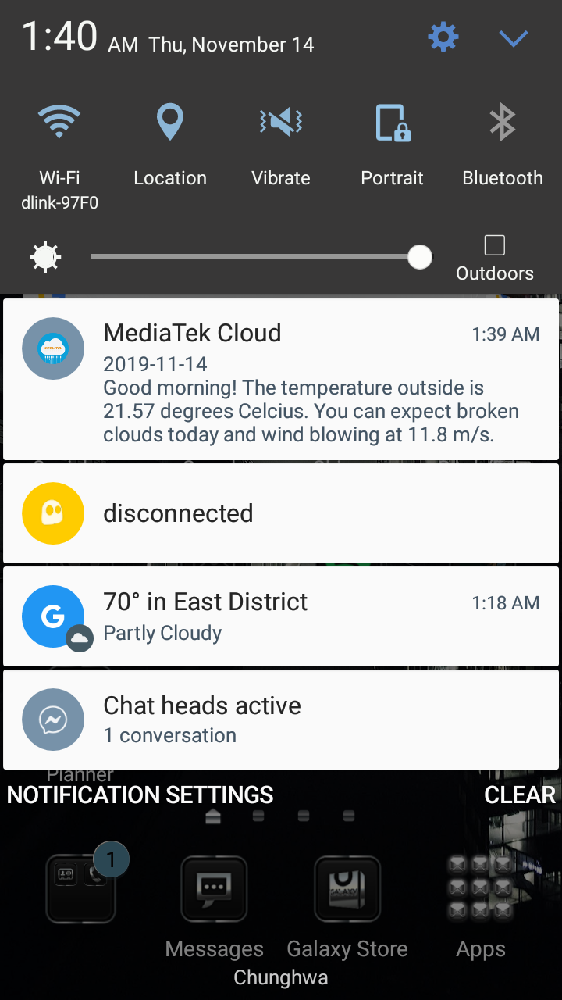 1:40 AM Thu, November 14
Wi-Fi
dlink-97F0
Location
Vibrate
Portrait
Bluetooth
Outdoors
MediaTek Cloud 1:39 AM
2019-11-14
Good morning! The temperature outside is
21.57 degrees Celcius. You can expect broken
clouds today and wind blowing at 11.8 m/s.
disconnected
70° in East District 1:18 AM
Partly Cloudy
Chat heads active
1 conversation
Planner
NOTIFICATION SETTINGS CLEAR
1
GALAXY
Messages Galaxy Store Apps
Chunghwa